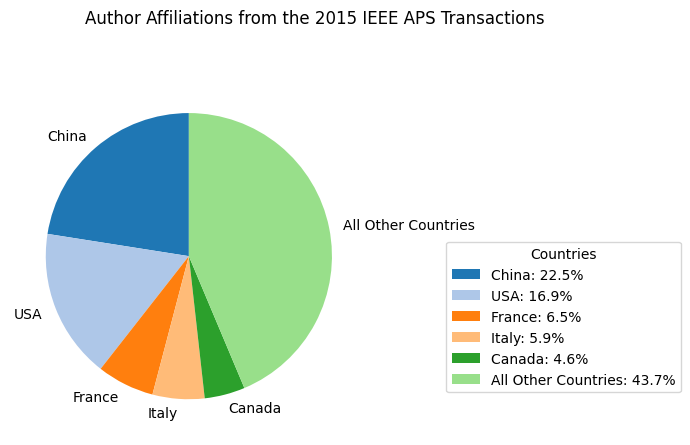 Author Affiliations from the 2015 IEEE APS Transactions
China
USA
France
Italy
Canada
All Other Countries
Countries
China: 22.5%
USA: 16.9%
France: 6.5%
Italy: 5.9%
Canada: 4.6%
All Other Countries: 43.7%